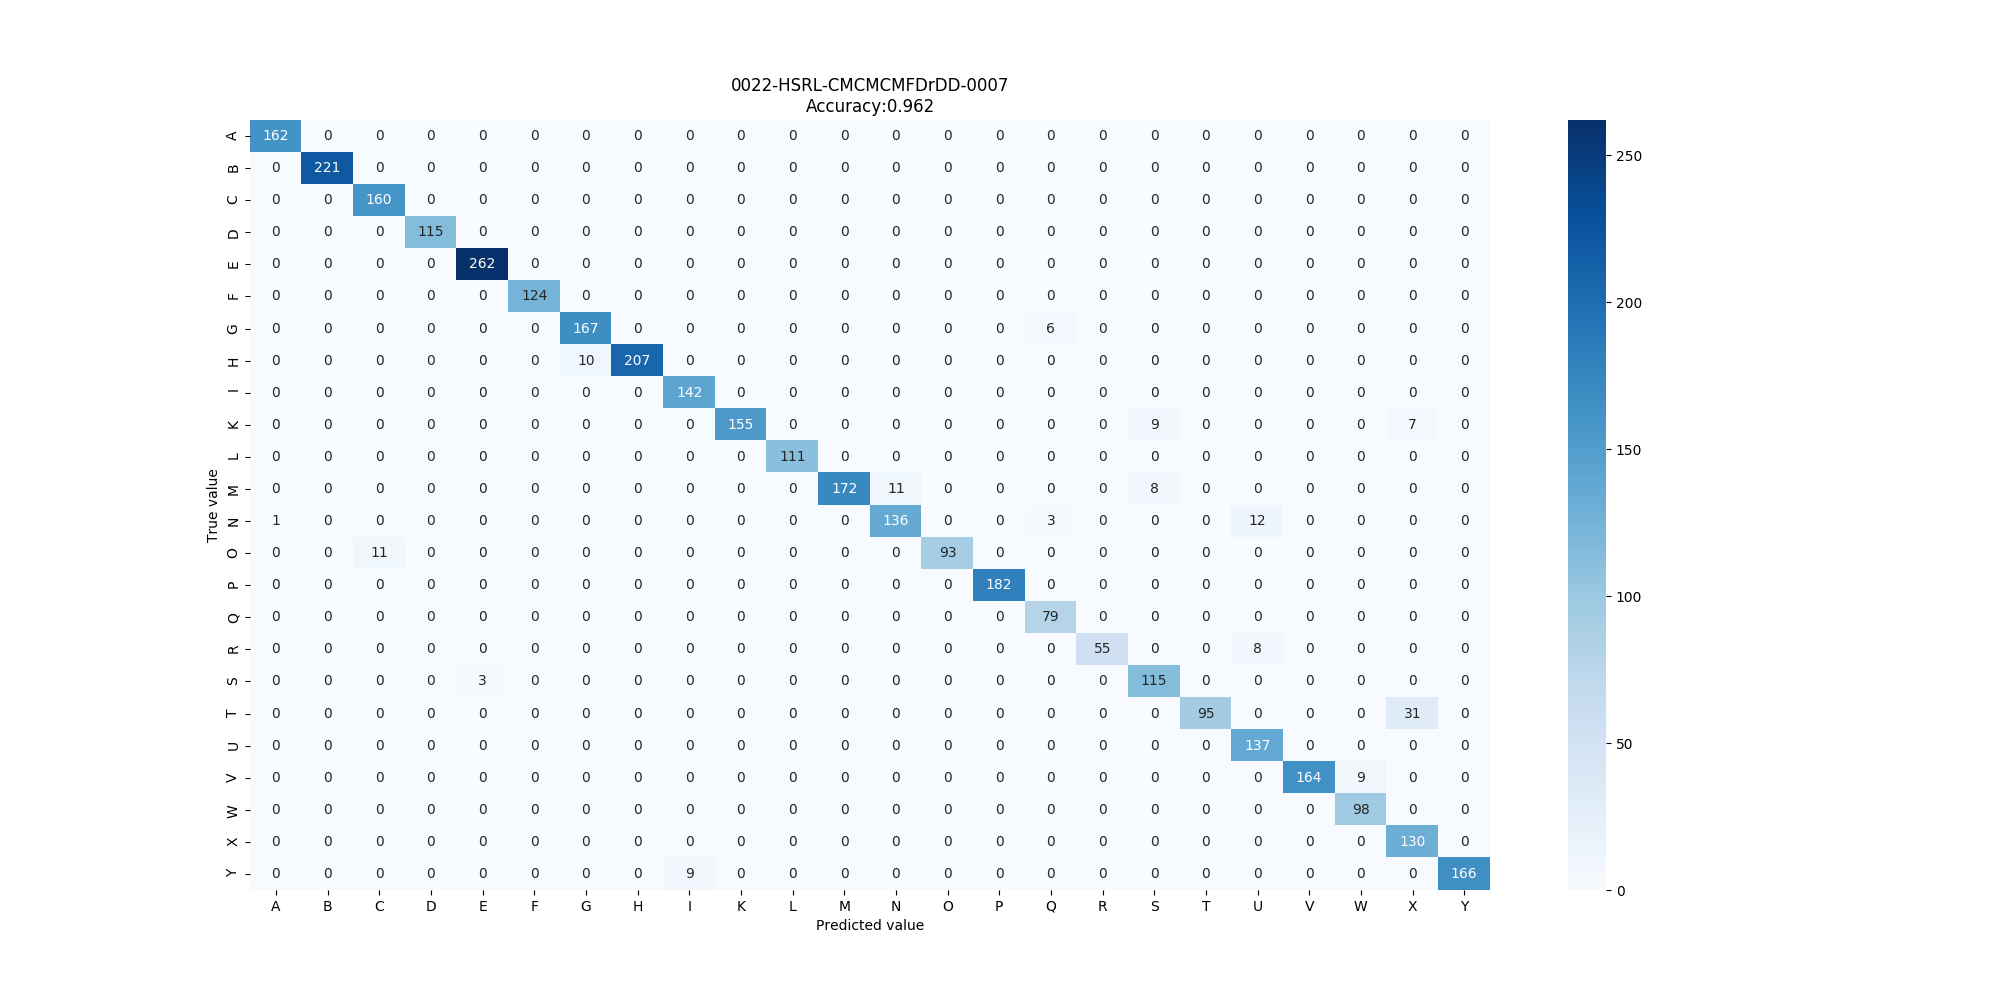 0022-HSRL-CMCMCMFDrDD-0007
Accuracy:0.962
A 162 0 0 0 0 0 0 0 0 0 0 0 0 0 0 0 0 0 0 0 0 0 0 0
B 0 221 0 0 0 0 0 0 0 0 0 0 0 0 0 0 0 0 0 0 0 0 0 0
C 0 0 160 0 0 0 0 0 0 0 0 0 0 0 0 0 0 0 0 0 0 0 0 0
D 0 0 0 115 0 0 0 0 0 0 0 0 0 0 0 0 0 0 0 0 0 0 0 0
E 0 0 0 0 262 0 0 0 0 0 0 0 0 0 0 0 0 0 0 0 0 0 0 0
F 0 0 0 0 0 124 0 0 0 0 0 0 0 0 0 0 0 0 0 0 0 0 0 0
G 0 0 0 0 0 0 167 0 0 0 0 0 0 0 0 6 0 0 0 0 0 0 0 0
H 0 0 0 0 0 0 10 207 0 0 0 0 0 0 0 0 0 0 0 0 0 0 0 0
I 0 0 0 0 0 0 0 0 142 0 0 0 0 0 0 0 0 0 0 0 0 0 0 0
K 0 0 0 0 0 0 0 0 0 155 0 0 0 0 0 0 0 9 0 0 0 0 7 0
L 0 0 0 0 0 0 0 0 0 0 111 0 0 0 0 0 0 0 0 0 0 0 0 0
M 0 0 0 0 0 0 0 0 0 0 0 172 11 0 0 0 0 8 0 0 0 0 0 0
N 1 0 0 0 0 0 0 0 0 0 0 0 136 0 0 3 0 0 0 12 0 0 0 0
O 0 0 11 0 0 0 0 0 0 0 0 0 0 93 0 0 0 0 0 0 0 0 0 0
P 0 0 0 0 0 0 0 0 0 0 0 0 0 0 182 0 0 0 0 0 0 0 0 0
Q 0 0 0 0 0 0 0 0 0 0 0 0 0 0 0 79 0 0 0 0 0 0 0 0
R 0 0 0 0 0 0 0 0 0 0 0 0 0 0 0 0 55 0 0 8 0 0 0 0
S 0 0 0 0 3 0 0 0 0 0 0 0 0 0 0 0 0 115 0 0 0 0 0 0
T 0 0 0 0 0 0 0 0 0 0 0 0 0 0 0 0 0 0 95 0 0 0 31 0
U 0 0 0 0 0 0 0 0 0 0 0 0 0 0 0 0 0 0 0 137 0 0 0 0
V 0 0 0 0 0 0 0 0 0 0 0 0 0 0 0 0 0 0 0 0 164 9 0 0
W 0 0 0 0 0 0 0 0 0 0 0 0 0 0 0 0 0 0 0 0 0 98 0 0
X 0 0 0 0 0 0 0 0 0 0 0 0 0 0 0 0 0 0 0 0 0 0 130 0
Y 0 0 0 0 0 0 0 0 9 0 0 0 0 0 0 0 0 0 0 0 0 0 0 166
A B C D E F G H I K L M N O P Q R S T U V W X Y
Predicted value
True value
250
200
150
100
50
0